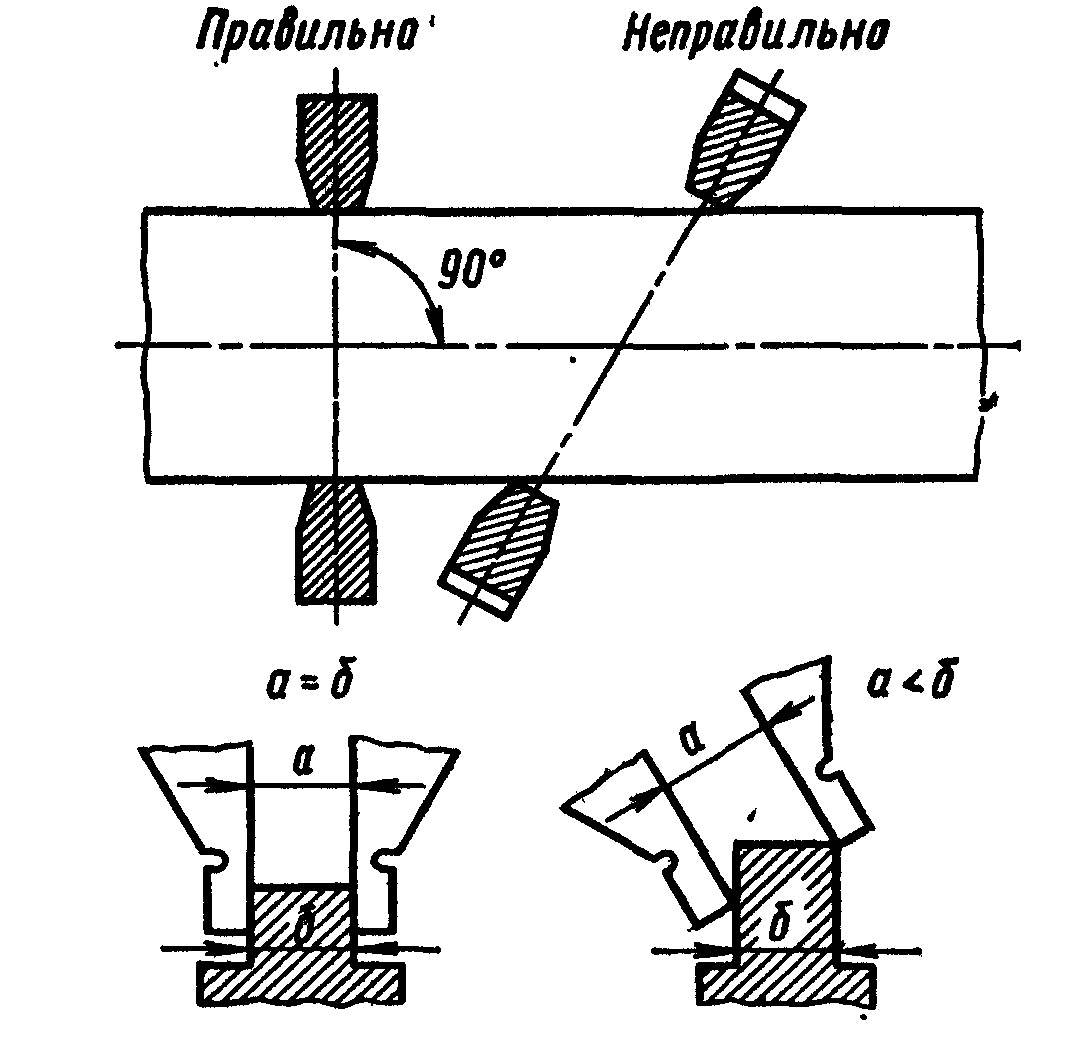 Правильно
Неправильно
90°
а = б
а < б
а
а
б
б